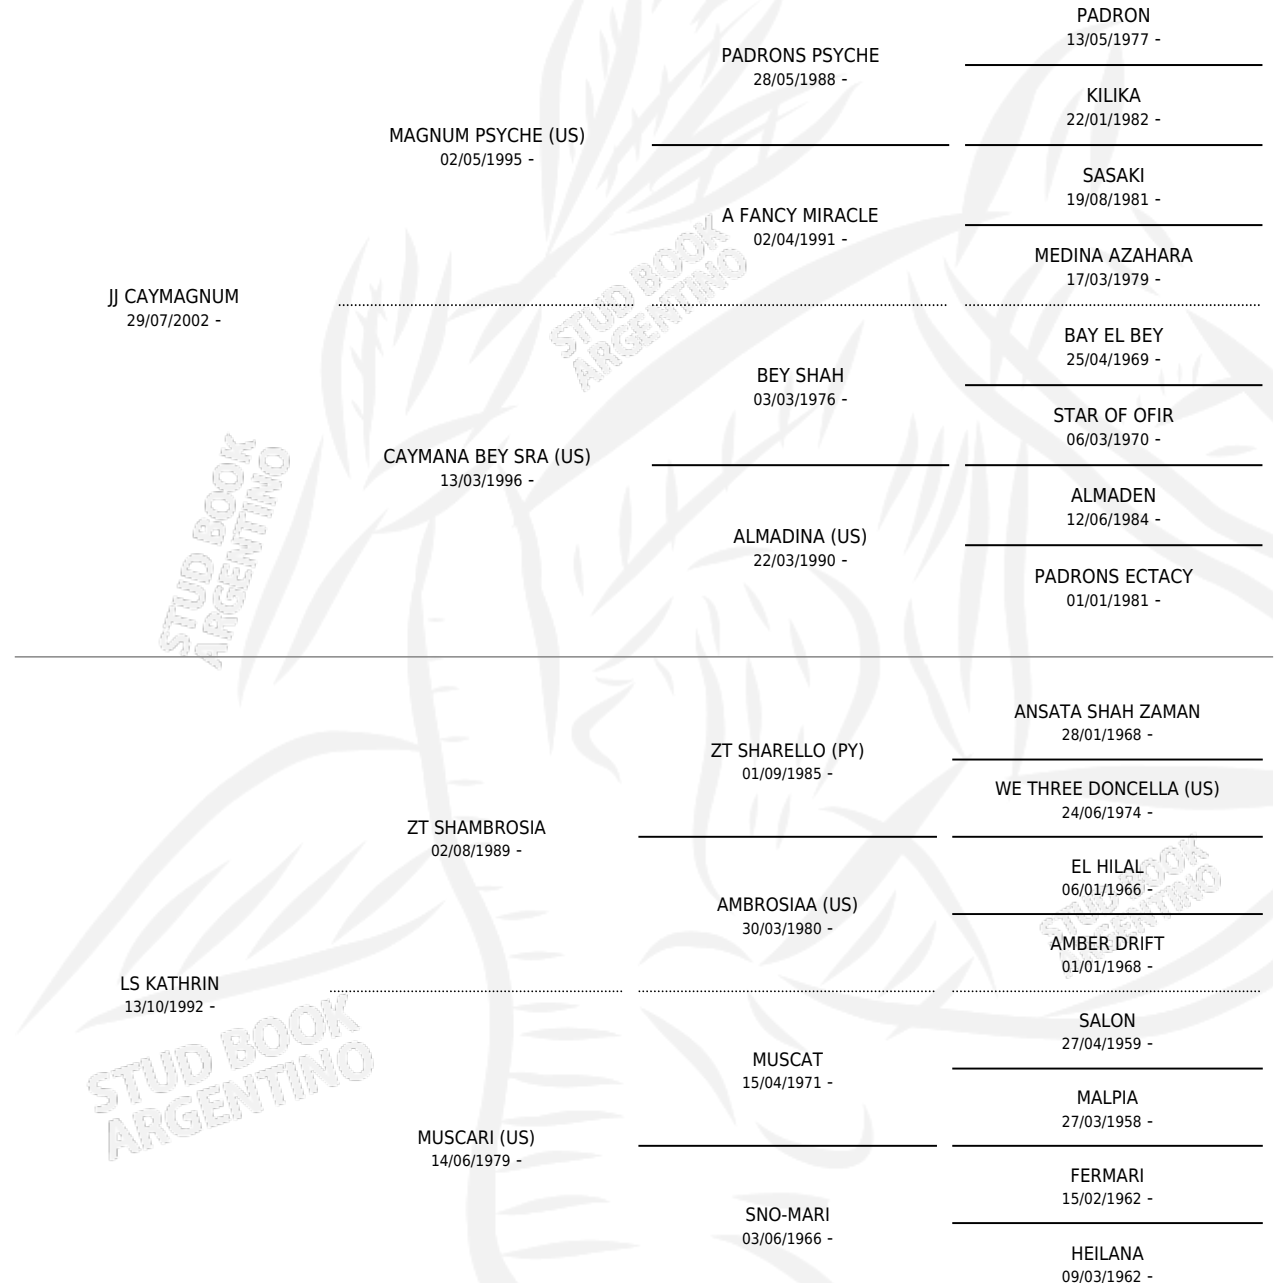 PADRON
13/05/1977 -
PADRONS PSYCHE
28/05/1988 -
KILIKA
22/01/1982 -
MAGNUM PSYCHE (US)
02/05/1995 -
SASAKI
19/08/1981 -
A FANCY MIRACLE
02/04/1991 -
MEDINA AZAHARA
17/03/1979 -
JJ CAYMAGNUM
29/07/2002 -
BAY EL BEY
25/04/1969 -
BEY SHAH
03/03/1976 -
STAR OF OFIR
06/03/1970 -
CAYMANA BEY SRA (US)
13/03/1996 -
ALMADEN
12/06/1984 -
ALMADINA (US)
22/03/1990 -
PADRONS ECTACY
01/01/1981 -
ANSATA SHAH ZAMAN
28/01/1968 -
ZT SHARELLO (PY)
01/09/1985 -
WE THREE DONCELLA (US)
24/06/1974 -
ZT SHAMBROSIA
02/08/1989 -
EL HILAL
06/01/1966 -
AMBROSIAA (US)
30/03/1980 -
AMBER DRIFT
01/01/1968 -
LS KATHRIN
13/10/1992 -
SALON
27/04/1959 -
MUSCAT
15/04/1971 -
MALPIA
27/03/1958 -
MUSCARI (US)
14/06/1979 -
FERMARI
15/02/1962 -
SNO-MARI
03/06/1966 -
HEILANA
09/03/1962 -
STUD BOOK
ARGENTINO
STUD BOOK
ARGENTINO
STUD BOOK
ARGENTINO
STUD BOOK
ARGENTINO